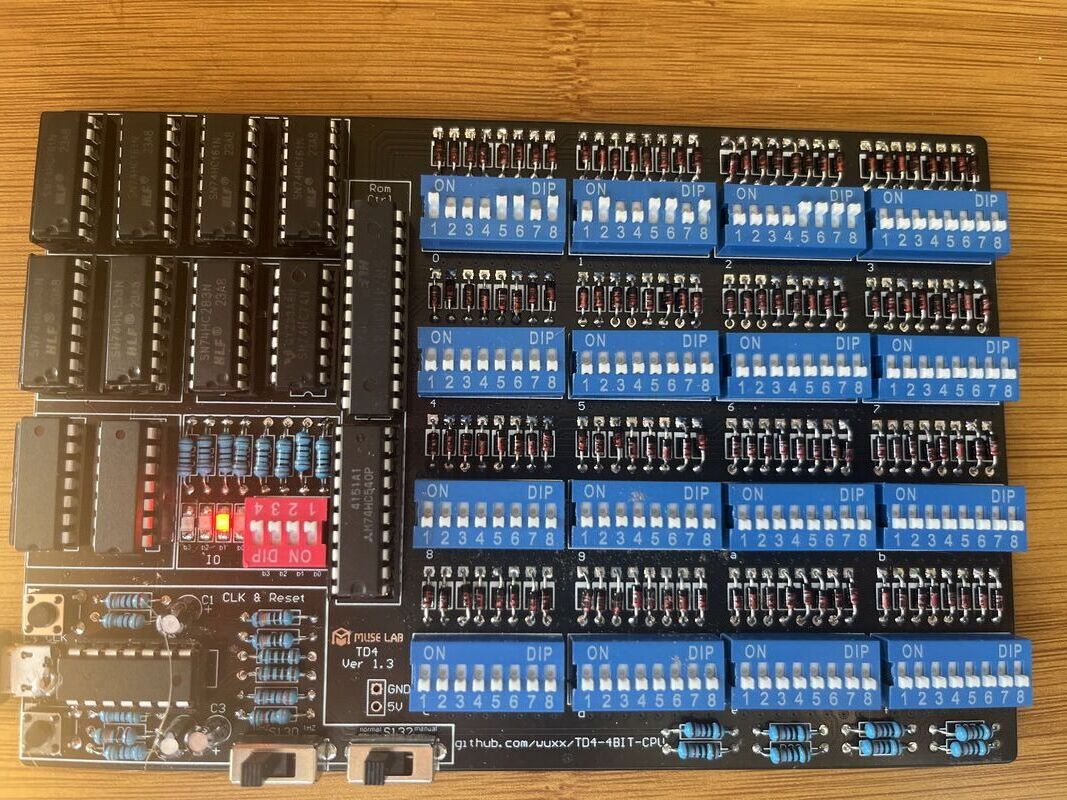 SN74HC161N
23A8
HLF
SN74HC161N
23A8
HLF
Rom
Ctrl
ON DIP
1 2 3 4 5 6 7 8
0
ON DIP
1 2 3 4 5 6 7 8
1
ON DIP
1 2 3 4 5 6 7 8
2
ON DIP
1 2 3 4 5 6 7 8
3
HLF
HLF
SN74HC283N
23A8
HLF
ON DIP
1 2 3 4 5 6 7 8
4
ON DIP
1 2 3 4 5 6 7 8
5
ON DIP
1 2 3 4 5 6 7 8
6
ON DIP
1 2 3 4 5 6 7 8
7
4151A1
MM74HC540P
ON DIP
1 2 3 4 5 6 7 8
8
ON DIP
1 2 3 4 5 6 7 8
9
ON DIP
1 2 3 4 5 6 7 8
a
ON DIP
1 2 3 4 5 6 7 8
b
1 2 3 4
ON DIP
b3 b2 b1
IO
b3 b2 b1 b0
CLK & Reset
C1
CLK
MUSE LAB
TD4
Ver 1.3
GND
5V
C3
ON DIP
1 2 3 4 5 6 7 8
ON DIP
1 2 3 4 5 6 7 8
d
ON DIP
1 2 3 4 5 6 7 8
ON DIP
1 2 3 4 5 6 7 8
normal S132 manual
github.com/wuxx/TD4-4BIT-CPU